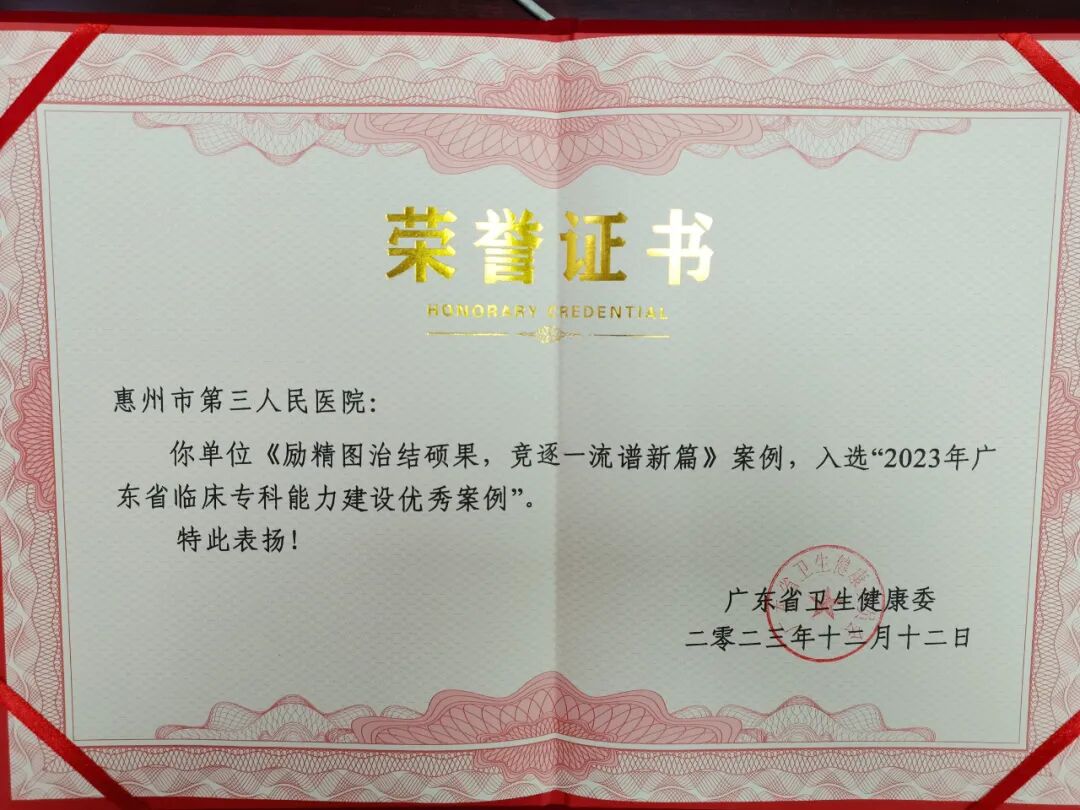 荣誉证书
HONORARY CREDENTIAL
惠州市第三人民医院：
你单位《励精图治结硕果，竞逐一流谱新篇》案例，入选“2023年广
东省临床专科能力建设优秀案例”。
特此表扬！
广东省卫生健康委
二零二三年十二月十二日